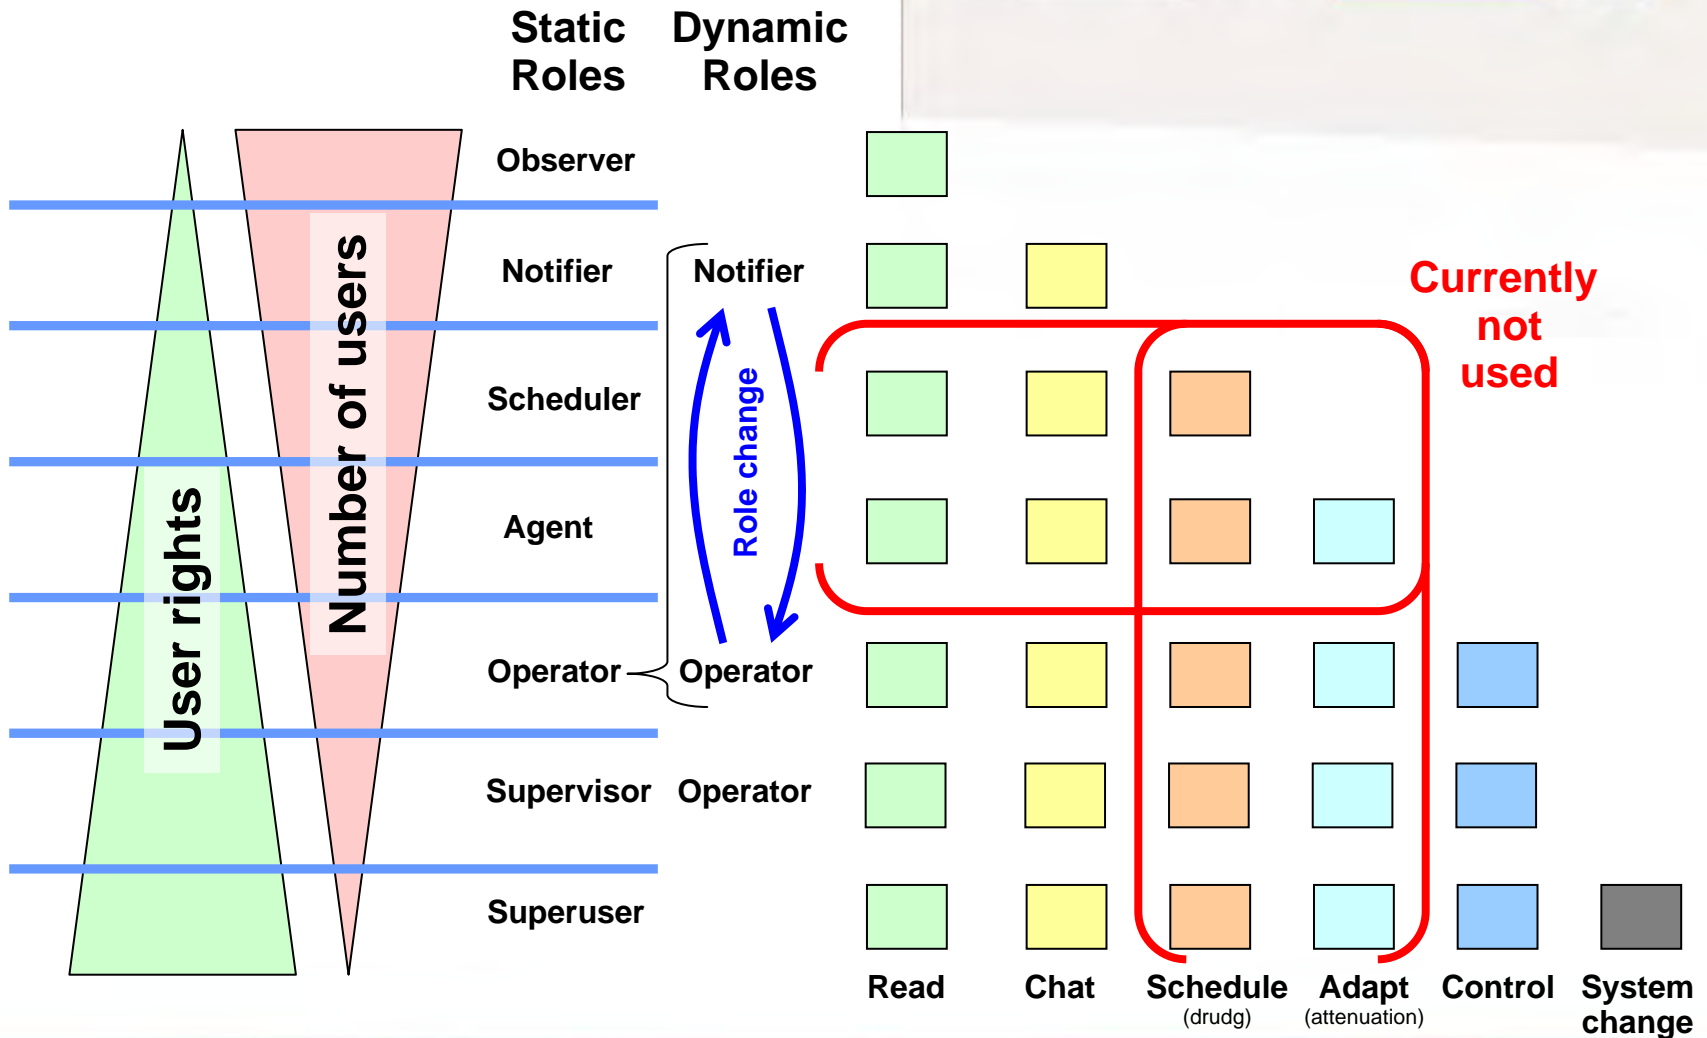 Static
Roles
Dynamic
Roles
Observer
Notifier
Notifier
Scheduler
Agent
Operator
Operator
Supervisor
Operator
Superuser
User rights
Number of users
Role change
Currently
not
used
Read
Chat
Schedule
(drudg)
Adapt
(attenuation)
Control
System
change